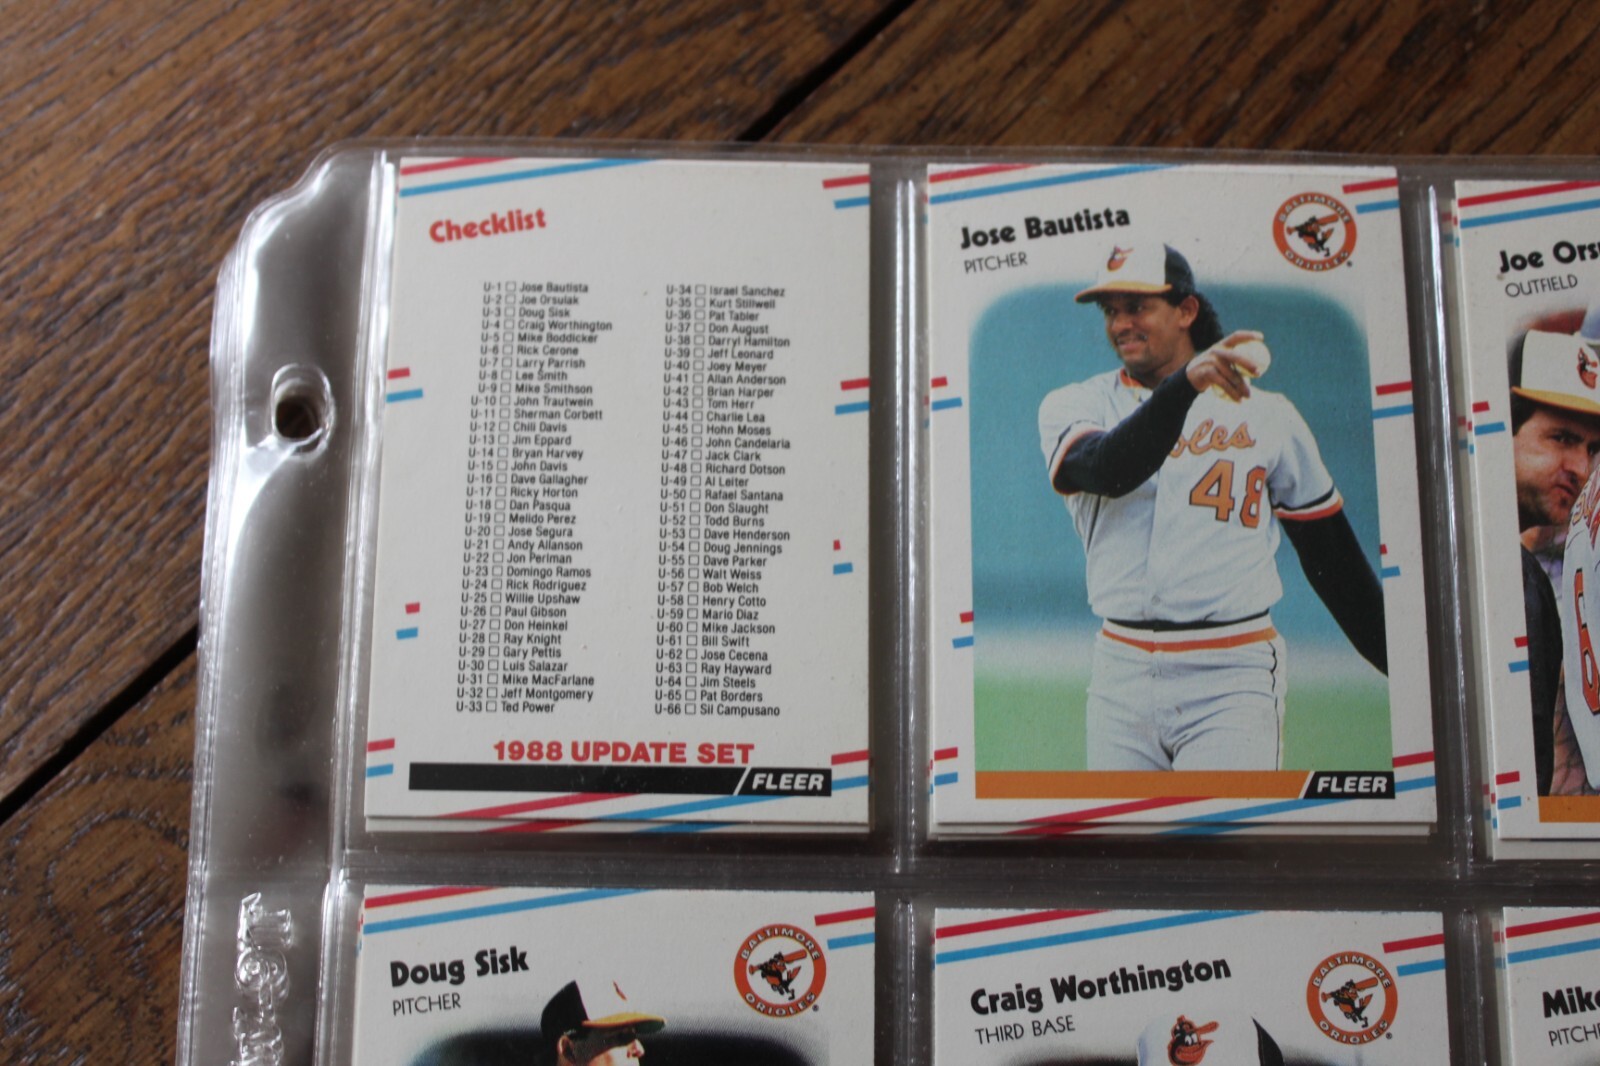 Checklist
U-1 Jose Bautista
U-2 Joe Orsulak
U-3 Doug Sisk
U-4 Craig Worthington
U-5 Mike Boddicker
U-6 Rick Cerone
U-7 Larry Parrish
U-8 Lee Smith
U-9 Mike Smithson
U-10 John Trautwein
U-11 Sherman Corbett
U-12 Chili Davis
U-13 Jim Eppard
U-14 Bryan Harvey
U-15 John Davis
U-16 Dave Gallagher
U-17 Ricky Horton
U-18 Dan Pasqua
U-19 Melido Perez
U-20 Jose Segura
U-21 Andy Allanson
U-22 Jon Perlman
U-23 Domingo Ramos
U-24 Rick Rodriguez
U-25 Willie Upshaw
U-26 Paul Gibson
U-27 Don Heinkel
U-28 Ray Knight
U-29 Gary Pettis
U-30 Luis Salazar
U-31 Mike MacFarlane
U-32 Jeff Montgomery
U-33 Ted Power
U-34 Israel Sanchez
U-35 Kurt Stillwell
U-36 Pat Tabler
U-37 Don August
U-38 Darryl Hamilton
U-39 Jeff Leonard
U-40 Joey Meyer
U-41 Allan Anderson
U-42 Brian Harper
U-43 Tom Herr
U-44 Charlie Lea
U-45 Hohn Moses
U-46 John Candelaria
U-47 Jack Clark
U-48 Richard Dotson
U-49 Al Leiter
U-50 Rafael Santana
U-51 Don Slaught
U-52 Todd Burns
U-53 Dave Henderson
U-54 Doug Jennings
U-55 Dave Parker
U-56 Walt Weiss
U-57 Bob Welch
U-58 Henry Cotto
U-59 Mario Diaz
U-60 Mike Jackson
U-61 Bill Swift
U-62 Jose Cecena
U-63 Ray Hayward
U-64 Jim Steels
U-65 Pat Borders
U-66 Sil Campusano
1988 UPDATE SET
FLEER
Jose Bautista
PITCHER
BALTIMORE
ORIOLES
48
FLEER
Joe
OUTFIELD
Doug Sisk
PITCHER
BALTIMORE
ORIOLES
Craig Worthington
THIRD BASE
BALTIMORE
ORIOLES
Mike